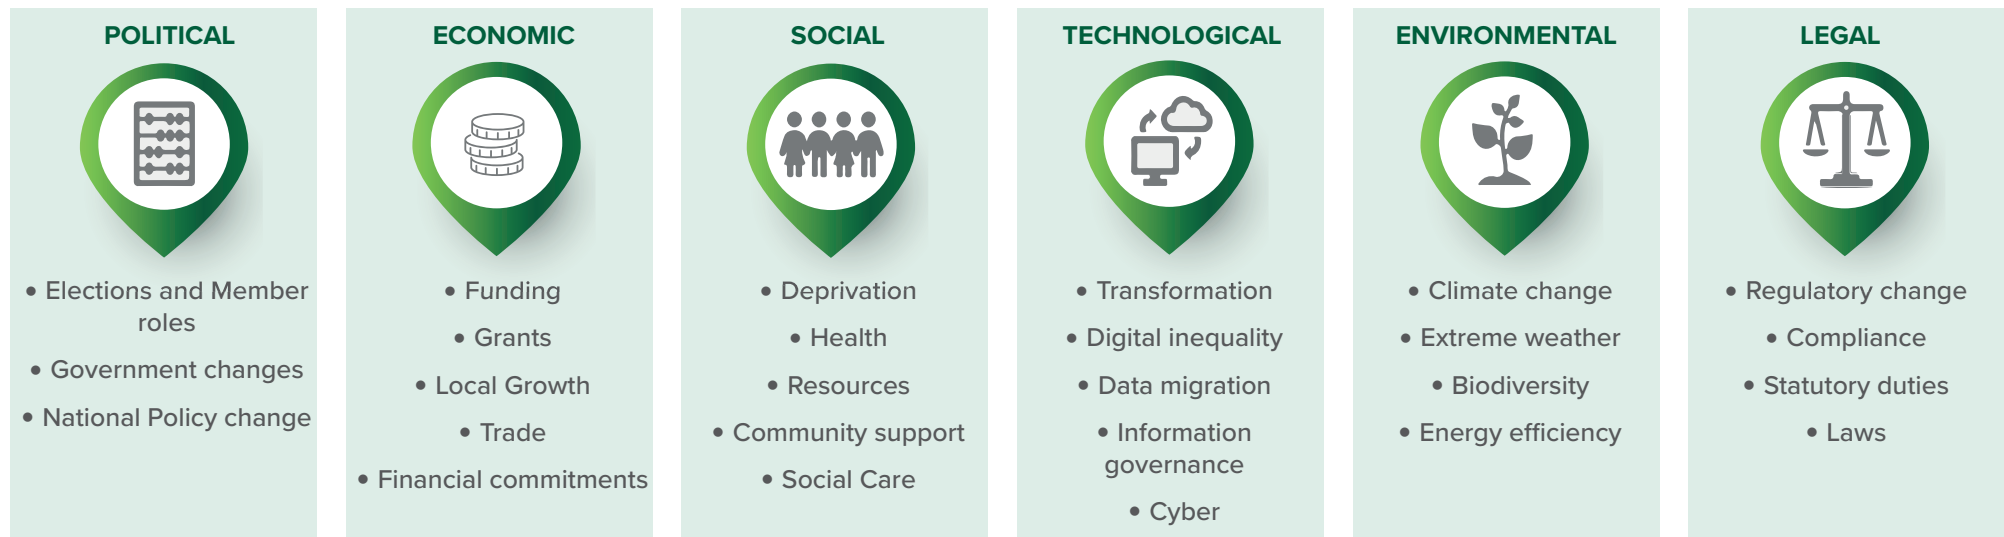 POLITICAL
• Elections and Member
roles
• Government changes
• National Policy change
ECONOMIC
• Funding
• Grants
• Local Growth
• Trade
• Financial commitments
SOCIAL
• Deprivation
• Health
• Resources
• Community support
• Social Care
TECHNOLOGICAL
• Transformation
• Digital inequality
• Data migration
• Information
governance
• Cyber
ENVIRONMENTAL
• Climate change
• Extreme weather
• Biodiversity
• Energy efficiency
LEGAL
• Regulatory change
• Compliance
• Statutory duties
• Laws